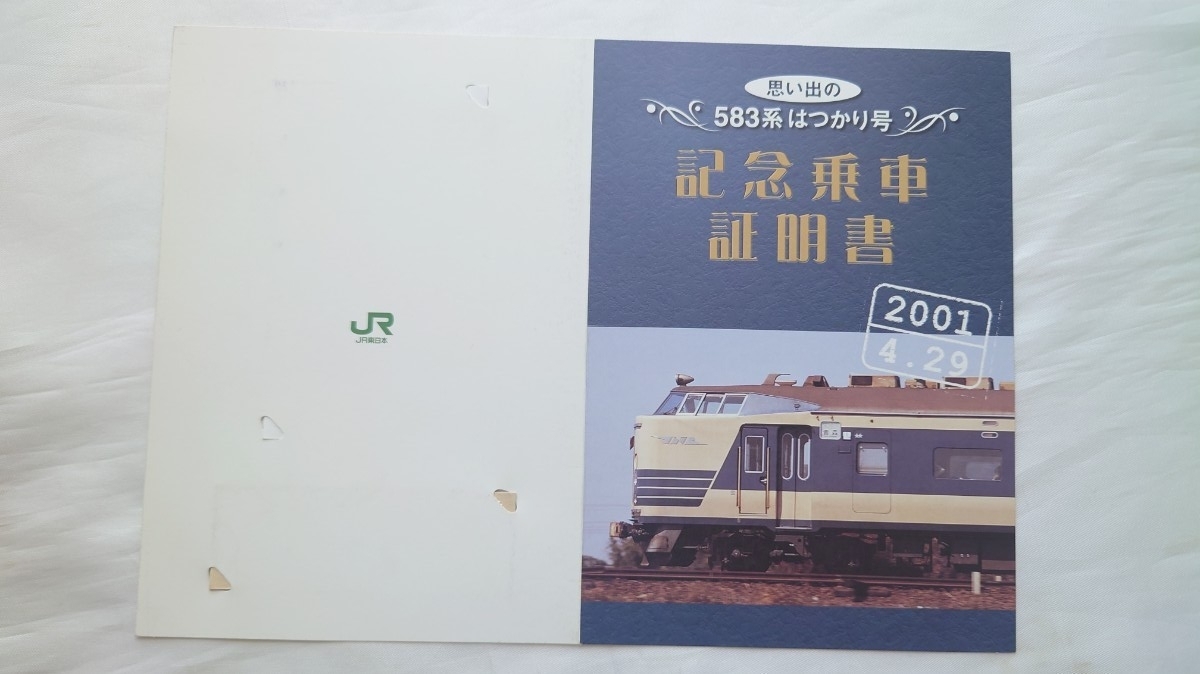 思い出の
583系はつかり号
記念乗車
証明書
2001
4.29
JR
JR東日本